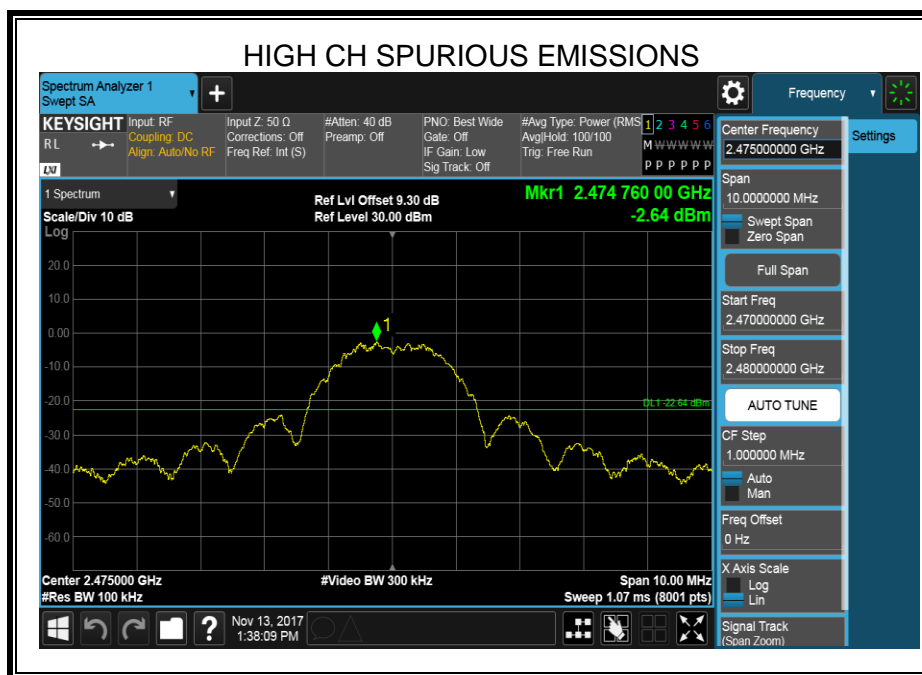 HIGH CH SPURIOUS EMISSIONS
Spectrum Analyzer 1
Swept SA
Frequency
KEYSIGHT
RL
LXI
Input: RF
Coupling: DC
Align: Auto/No RF
Input Z: 50 Ω
Corrections: Off
Freq Ref: Int (S)
#Atten: 40 dB
Preamp: Off
PNO: Best Wide
Gate: Off
IF Gain: Low
Sig Track: Off
#Avg Type: Power (RMS
Avg|Hold: 100/100
Trig: Free Run
1 2 3 4 5 6
M W W W W W
P P P P P P
Center Frequency
2.475000000 GHz
Settings
Span
10.0000000 MHz
Swept Span
Zero Span
Full Span
Start Freq
2.470000000 GHz
Stop Freq
2.480000000 GHz
AUTO TUNE
CF Step
1.000000 MHz
Auto
Man
Freq Offset
0 Hz
X Axis Scale
Log
Lin
Signal Track
(Span Zoom)
1 Spectrum
Scale/Div 10 dB
Log
Ref Lvl Offset 9.30 dB
Ref Level 30.00 dBm
Mkr1 2.474 760 00 GHz
-2.64 dBm
20.0
10.0
0.00
1
-10.0
-20.0
DL1 -22.64 dBm
-30.0
-40.0
-50.0
-60.0
Center 2.475000 GHz
#Res BW 100 kHz
#Video BW 300 kHz
Span 10.00 MHz
Sweep 1.07 ms (8001 pts)
?
Nov 13, 2017
1:38:09 PM